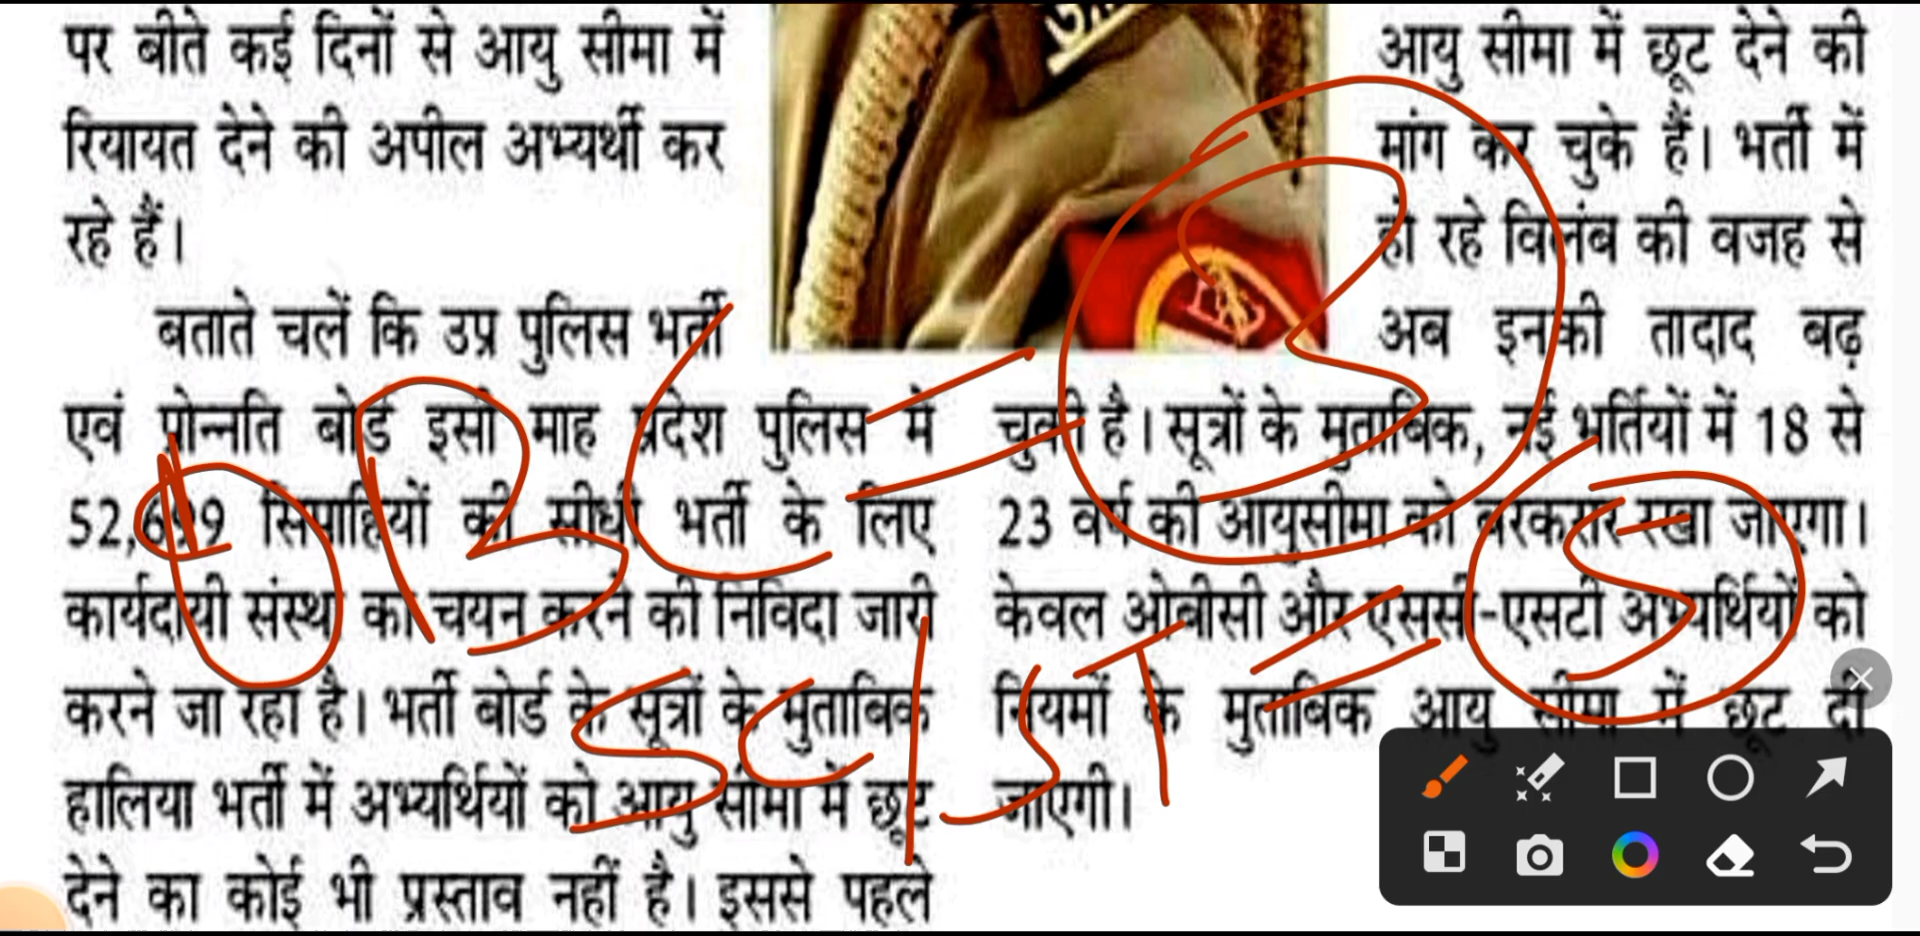 पर बीते कई दिनों से आयु सीमा में
रियायत देने की अपील अभ्यर्थी कर
रहे हैं।
बताते चलें कि उप्र पुलिस भर्ती
एवं प्रोन्नति बोर्ड इसी माह प्रदेश पुलिस में
52,699 सिपाहियों की सीधी भर्ती के लिए
कार्यदायी संस्था का चयन करने की निविदा जारी
करने जा रहा है। भर्ती बोर्ड के सूत्रों के मुताबिक
हालिया भर्ती में अभ्यर्थियों को आयु सीमा में छूट
देने का कोई भी प्रस्ताव नहीं है। इससे पहले
आयु सीमा में छूट देने की
मांग कर चुके हैं। भर्ती में
हो रहे विलंब की वजह से
अब इनकी तादाद बढ़
चुकी है। सूत्रों के मुताबिक, नई भर्तियों में 18 से
23 वर्ष की आयुसीमा को बरकरार रखा जाएगा।
केवल ओबीसी और एससी-एसटी अभ्यर्थियों को
नियमों के मुताबिक आयु सीमा में छूट दी
जाएगी।
OBC = 3
SC/ST = 5